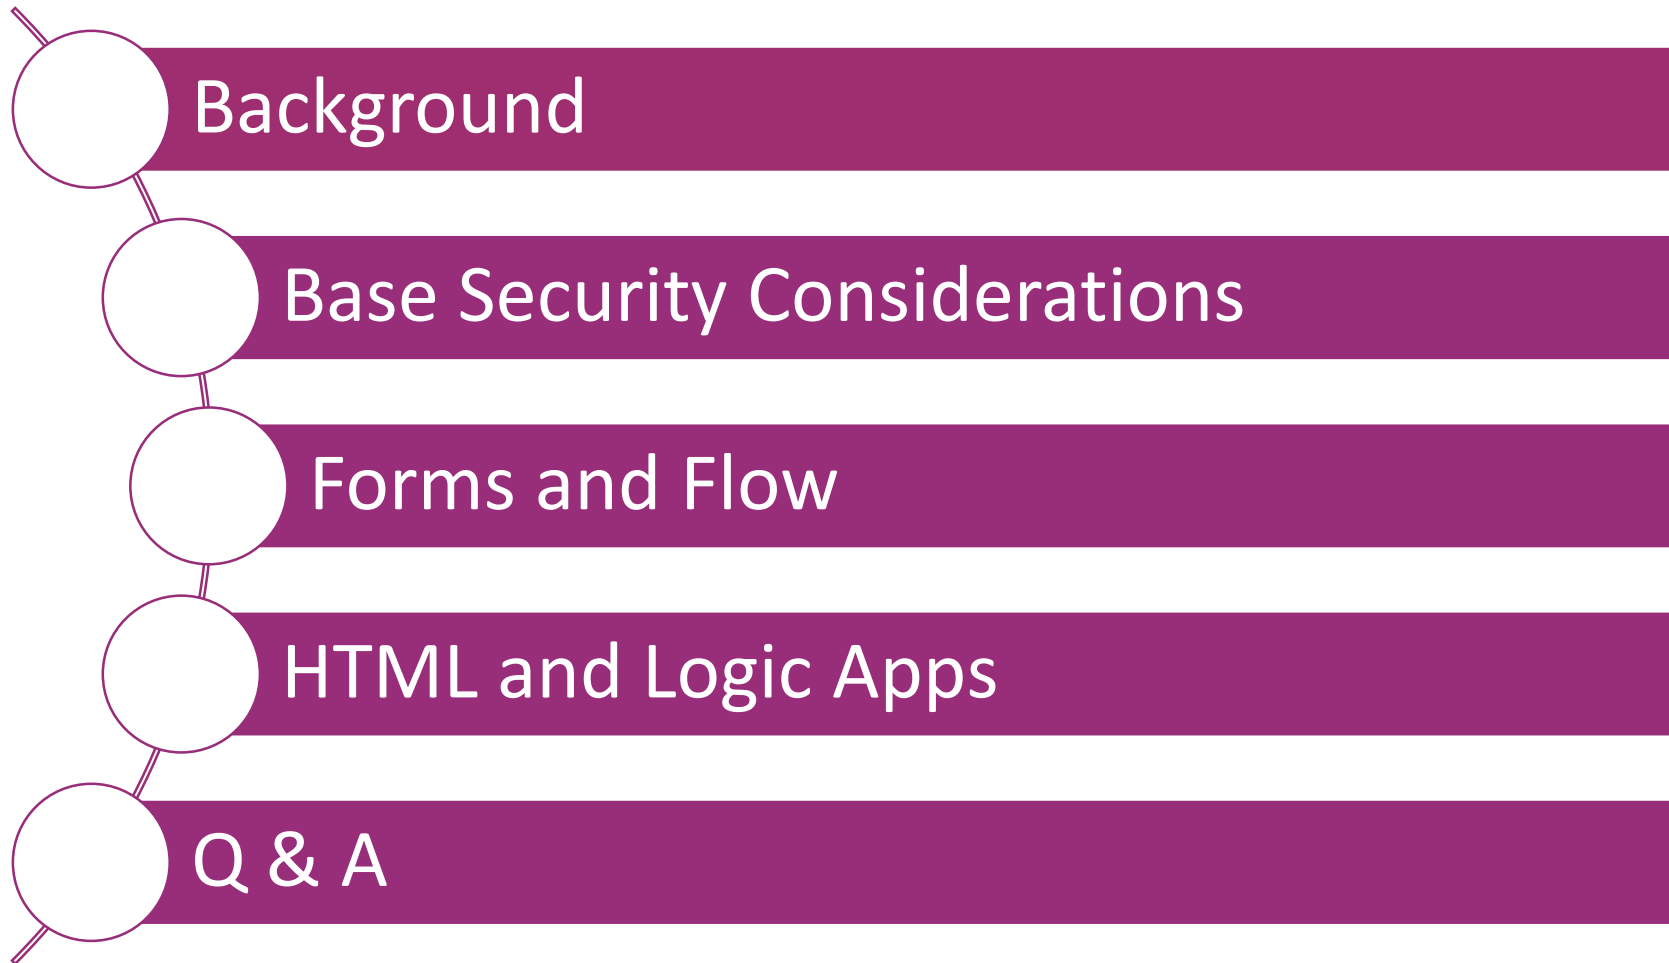 Background
Base Security Considerations
Forms and Flow
HTML and Logic Apps
Q & A